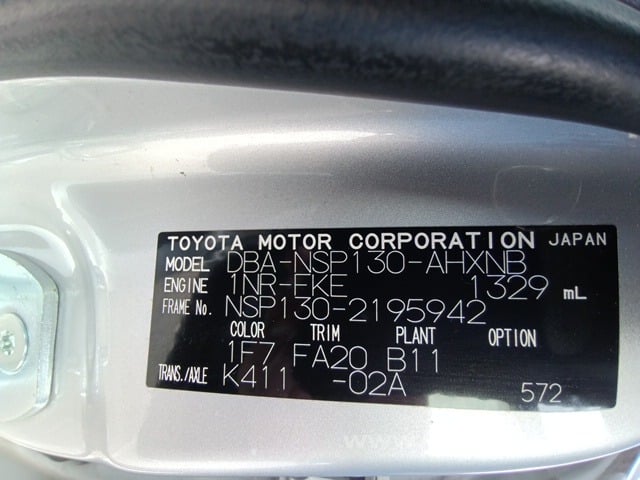 TOYOTA MOTOR CORPORATION JAPAN
MODEL DBA-NSP130-AHXNB
ENGINE 1NR-FKE 1329 mL
FRAME No. NSP130-2195942
COLOR TRIM PLANT OPTION
1F7 FA20 B11
TRANS./AXLE K411 -02A 572